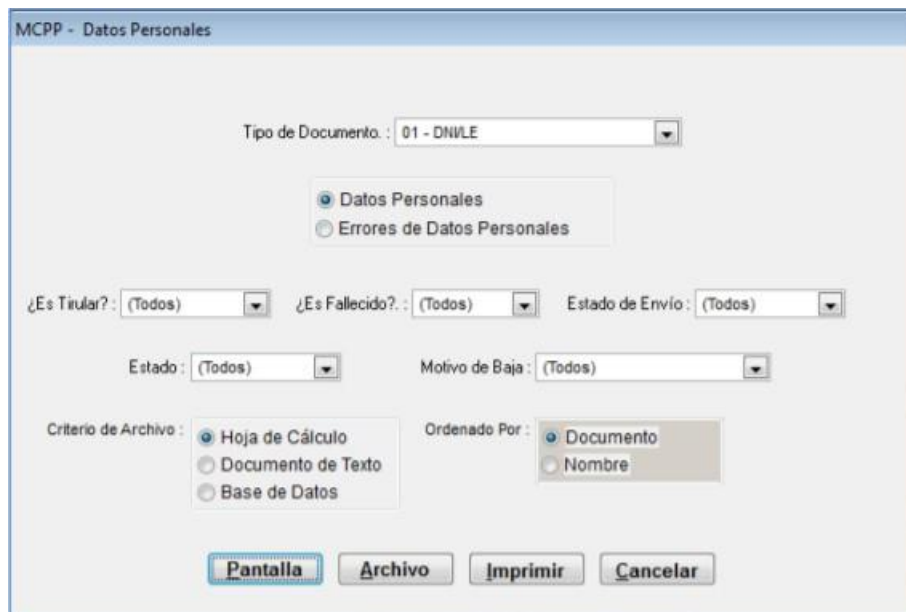 MCPP - Datos Personales
Tipo de Documento. : 01 - DNI/LE
Datos Personales
Errores de Datos Personales
¿Es Tirular? : (Todos) ¿Es Fallecido?. : (Todos) Estado de Envío : (Todos)
Estado : (Todos) Motivo de Baja : (Todos)
Criterio de Archivo : Hoja de Cálculo Ordenado Por : Documento
Documento de Texto Nombre
Base de Datos
Pantalla Archivo Imprimir Cancelar